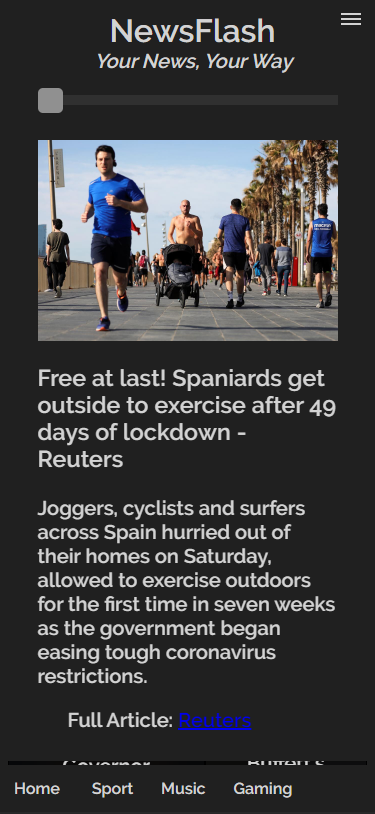 NewsFlash
Your News, Your Way
Free at last! Spaniards get
outside to exercise after 49
days of lockdown -
Reuters
Joggers, cyclists and surfers
across Spain hurried out of
their homes on Saturday,
allowed to exercise outdoors
for the first time in seven weeks
as the government began
easing tough coronavirus
restrictions.
Full Article: Reuters
Governor Buffett's
Home Sport Music Gaming